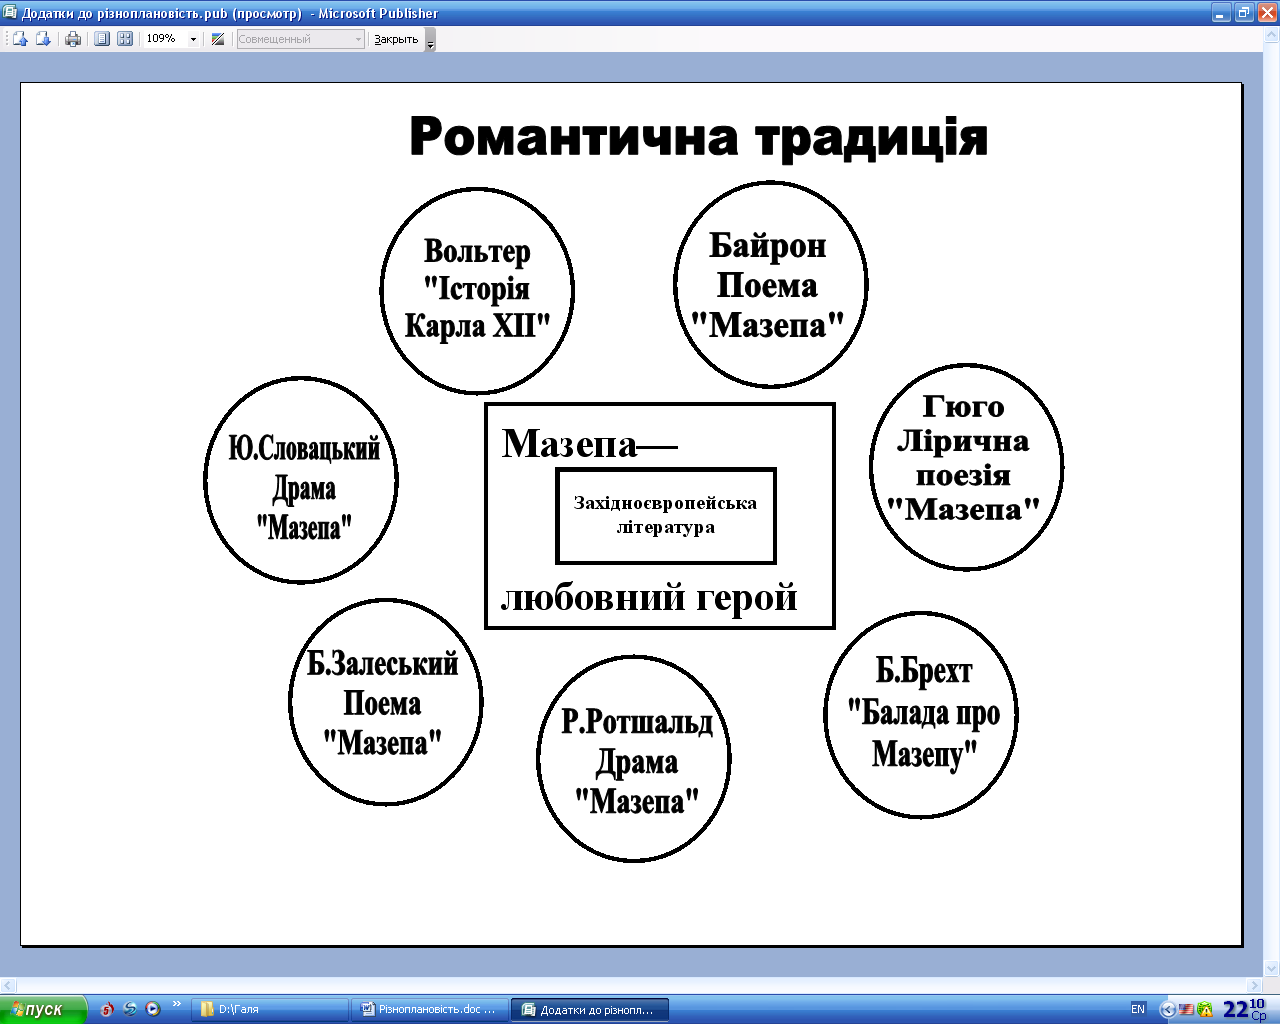 Додатки до різноплановість.pub (просмотр) - Microsoft Publisher
109%
Совмещенный
Закрыть
Романтична традиція
Вольтер
"Історія
Карла XII"
Байрон
Поема
"Мазепа"
Ю.Словацький
Драма
"Мазепа"
Мазепа—
Західноєвропейська
література
любовний герой
Гюго
Лірична
поезія
"Мазепа"
Б.Залеський
Поема
"Мазепа"
Р.Ротшальд
Драма
"Мазепа"
Б.Брехт
"Балада про
Мазепу"
пуск
»
D:\Галя
Різноплановість.doc ...
Додатки до різнопл...
EN
22 10
Ср